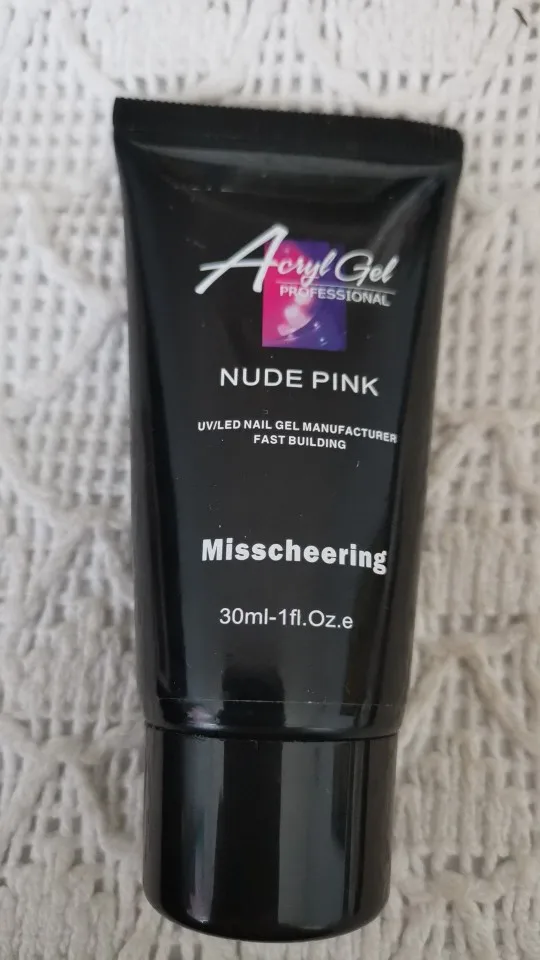 Acryl Gel
PROFESSIONAL
NUDE PINK
UV/LED NAIL GEL MANUFACTURER
FAST BUILDING
Misscheering
30ml-1fl.Oz.e